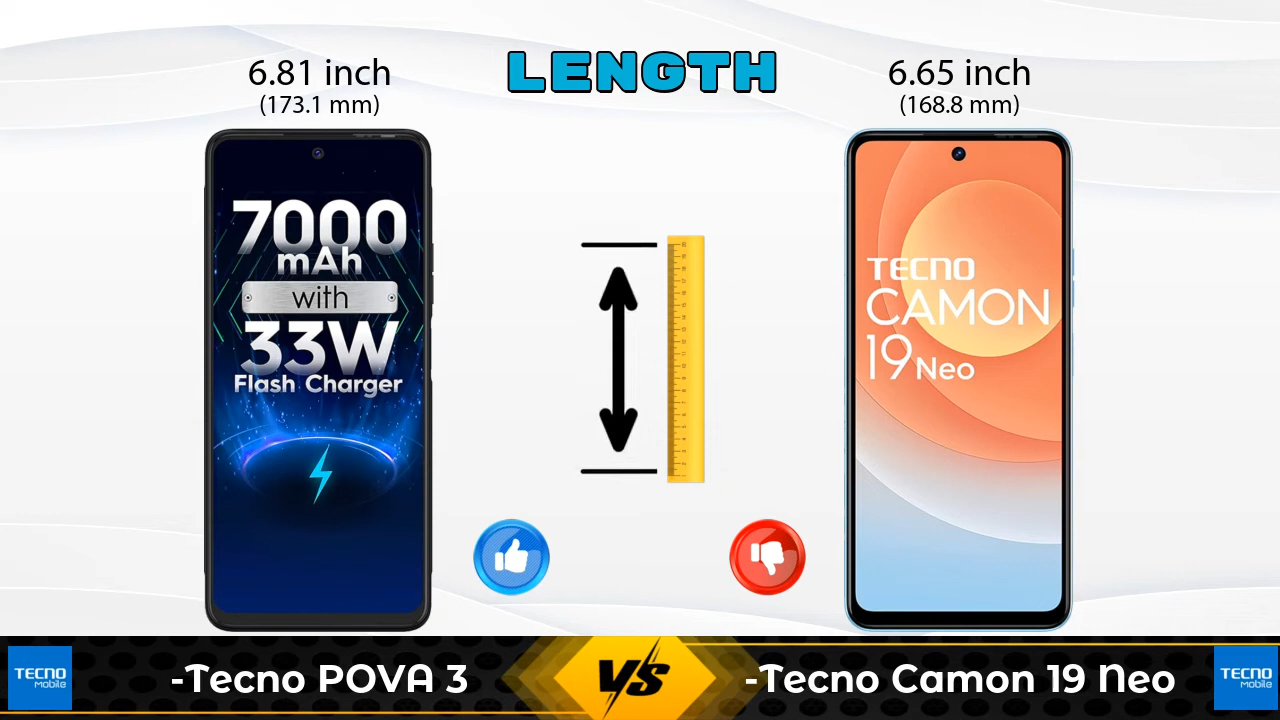 LENGTH
6.81 inch
(173.1 mm)
6.65 inch
(168.8 mm)
7000
mAh
with
33W
Flash Charger
TECNO
CAMON
19 Neo
TECNO
mobile
-Tecno POVA 3
VS
-Tecno Camon 19 Neo
TECNO
mobile